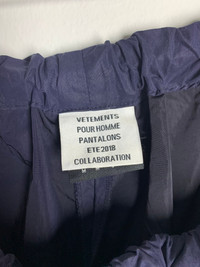 VETEMENTS
POUR HOMME
PANTALONS
ETE 2018
COLLABORATION